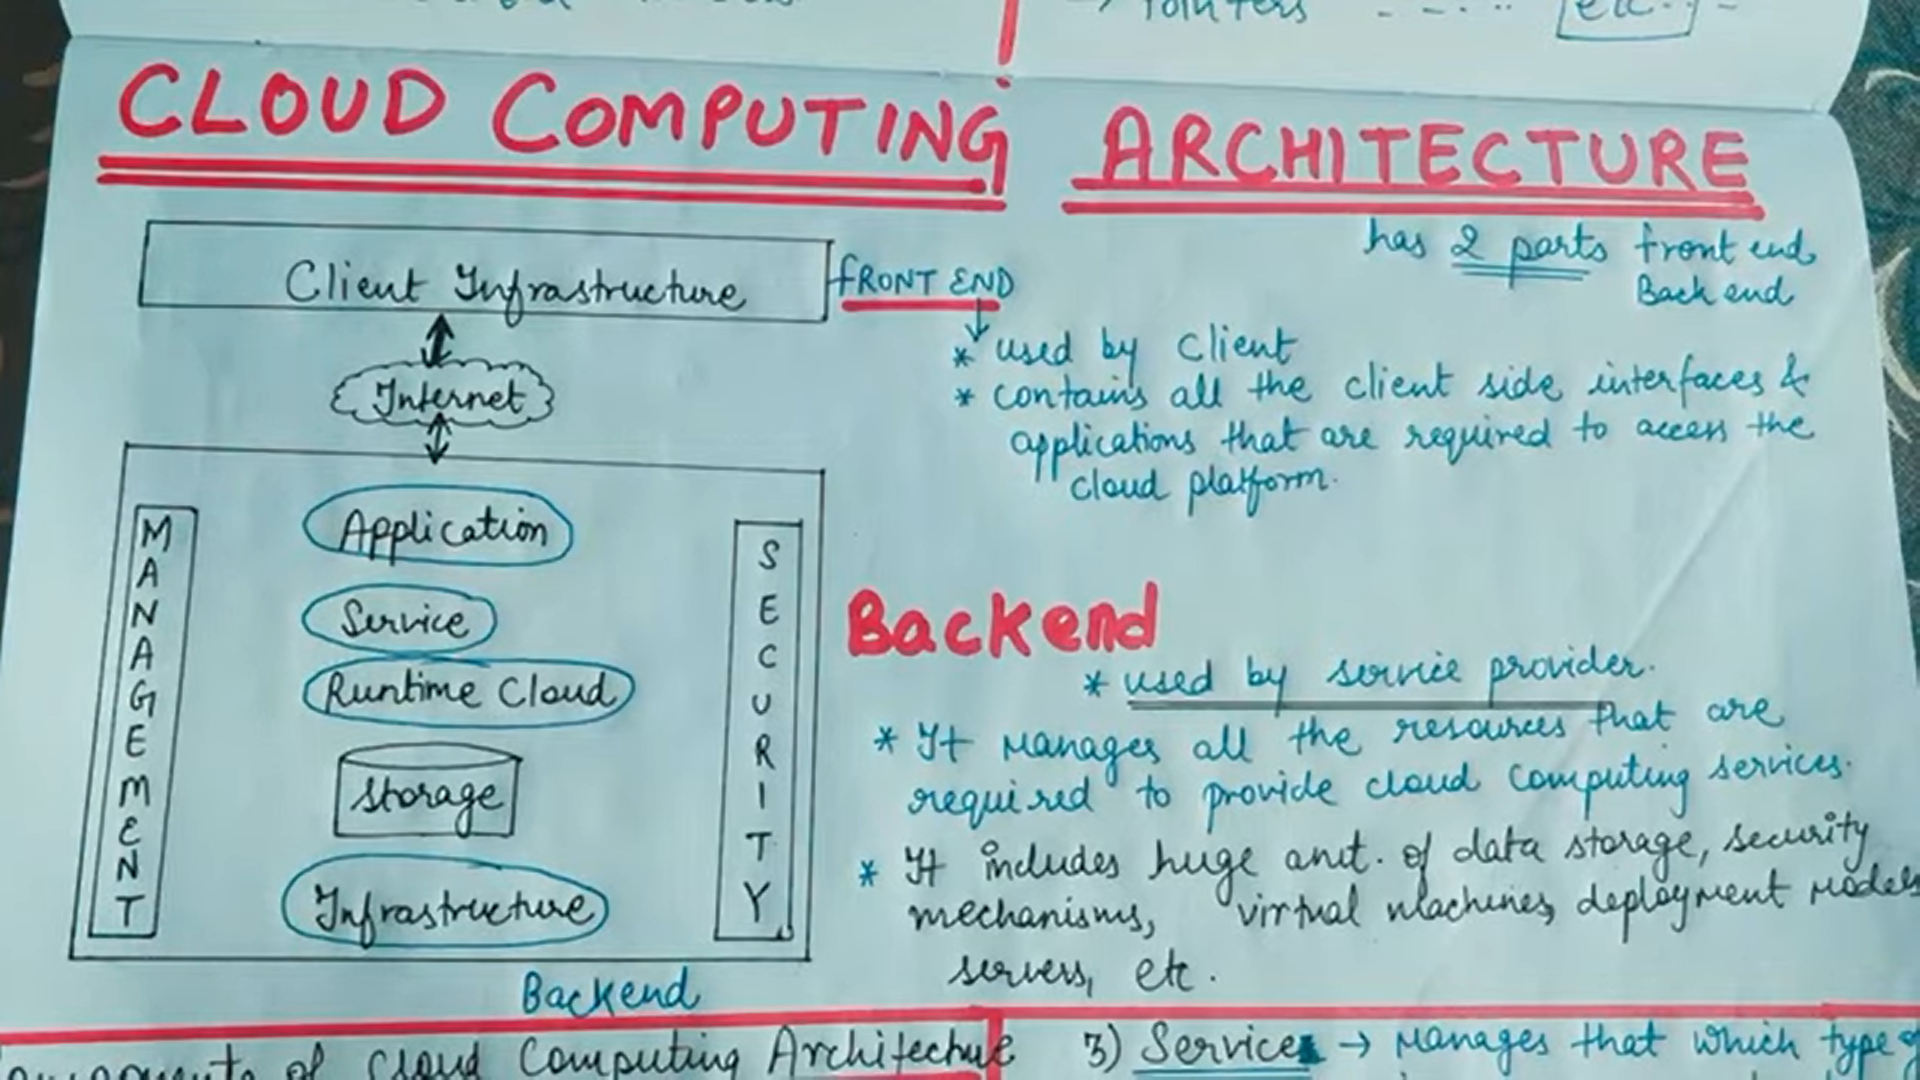 Pointers
etc.
CLOUD COMPUTING ARCHITECTURE
has 2 parts front end
Back end
Client Infrastructure
FRONT END
Internet
* used by client
* contains all the client side interfaces &
applications that are required to access the
cloud platform.
MANAGEMENT
Application
Service
Runtime Cloud
Storage
Infrastructure
SECURITY
Backend
Backend
* used by service provider.
* It manages all the resources that are
required to provide cloud computing services.
* It includes huge amt. of data storage, security
mechanisms, virtual machines, deployment models
servers, etc.
of Cloud Computing Architecture
3) Service → Manages that which type of